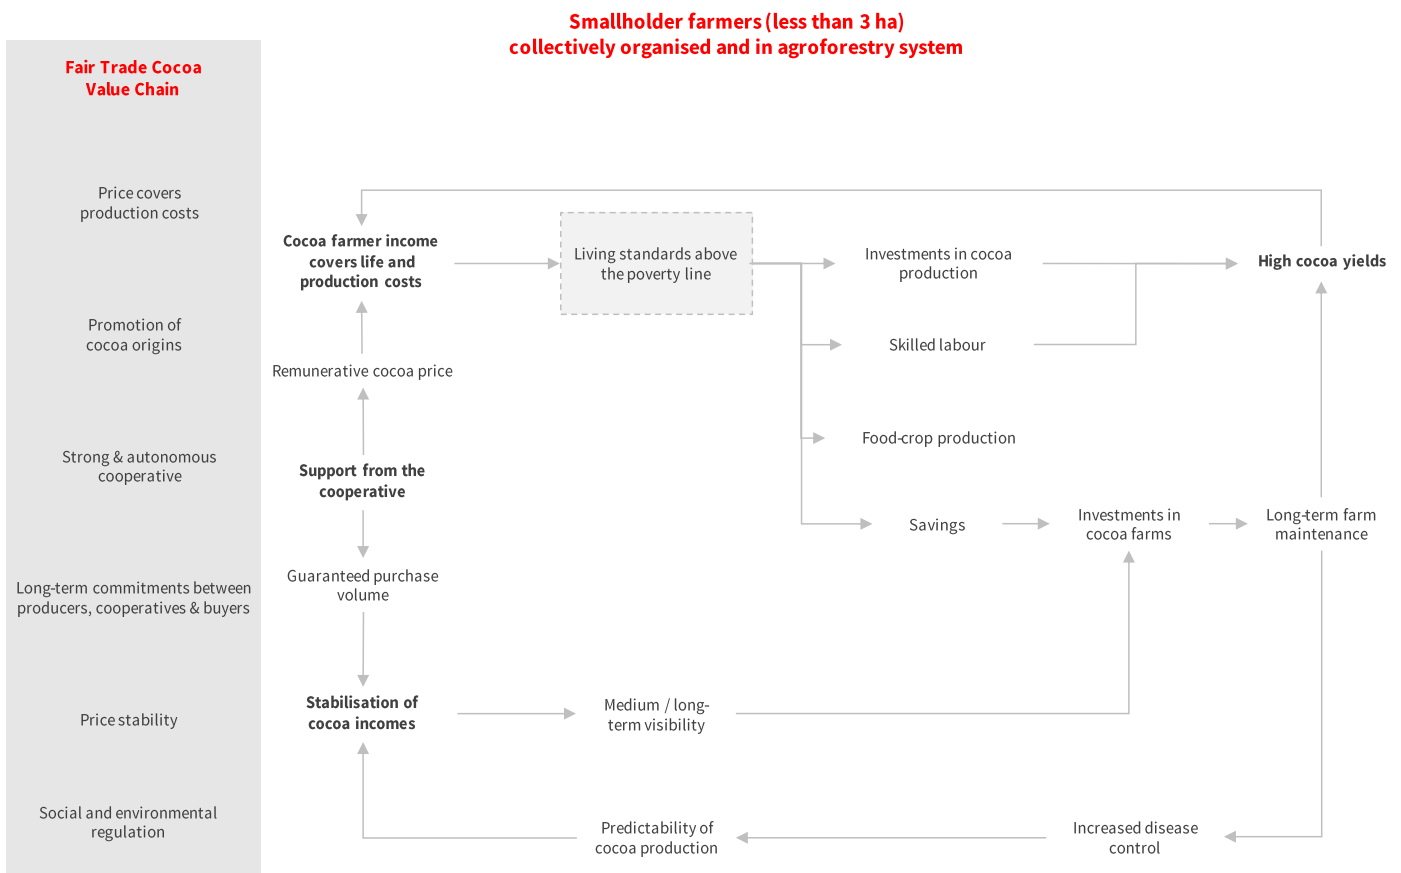 Smallholder farmers (less than 3 ha)
collectively organised and in agroforestry system
Fair Trade Cocoa
Value Chain
Price covers
production costs
Promotion of
cocoa origins
Strong & autonomous
cooperative
Long-term commitments between
producers, cooperatives & buyers
Price stability
Social and environmental
regulation
Cocoa farmer income
covers life and
production costs
Living standards above
the poverty line
Investments in cocoa
production
High cocoa yields
Skilled labour
Remunerative cocoa price
Food-crop production
Support from the
cooperative
Savings
Investments in
cocoa farms
Long-term farm
maintenance
Guaranteed purchase
volume
Stabilisation of
cocoa incomes
Medium / long-
term visibility
Predictability of
cocoa production
Increased disease
control